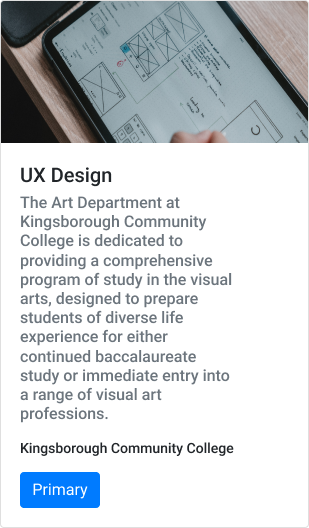 UX Design
The Art Department at
Kingsborough Community
College is dedicated to
providing a comprehensive
program of study in the visual
arts, designed to prepare
students of diverse life
experience for either
continued baccalaureate
study or immediate entry into
a range of visual art
professions.
Kingsborough Community College
Primary